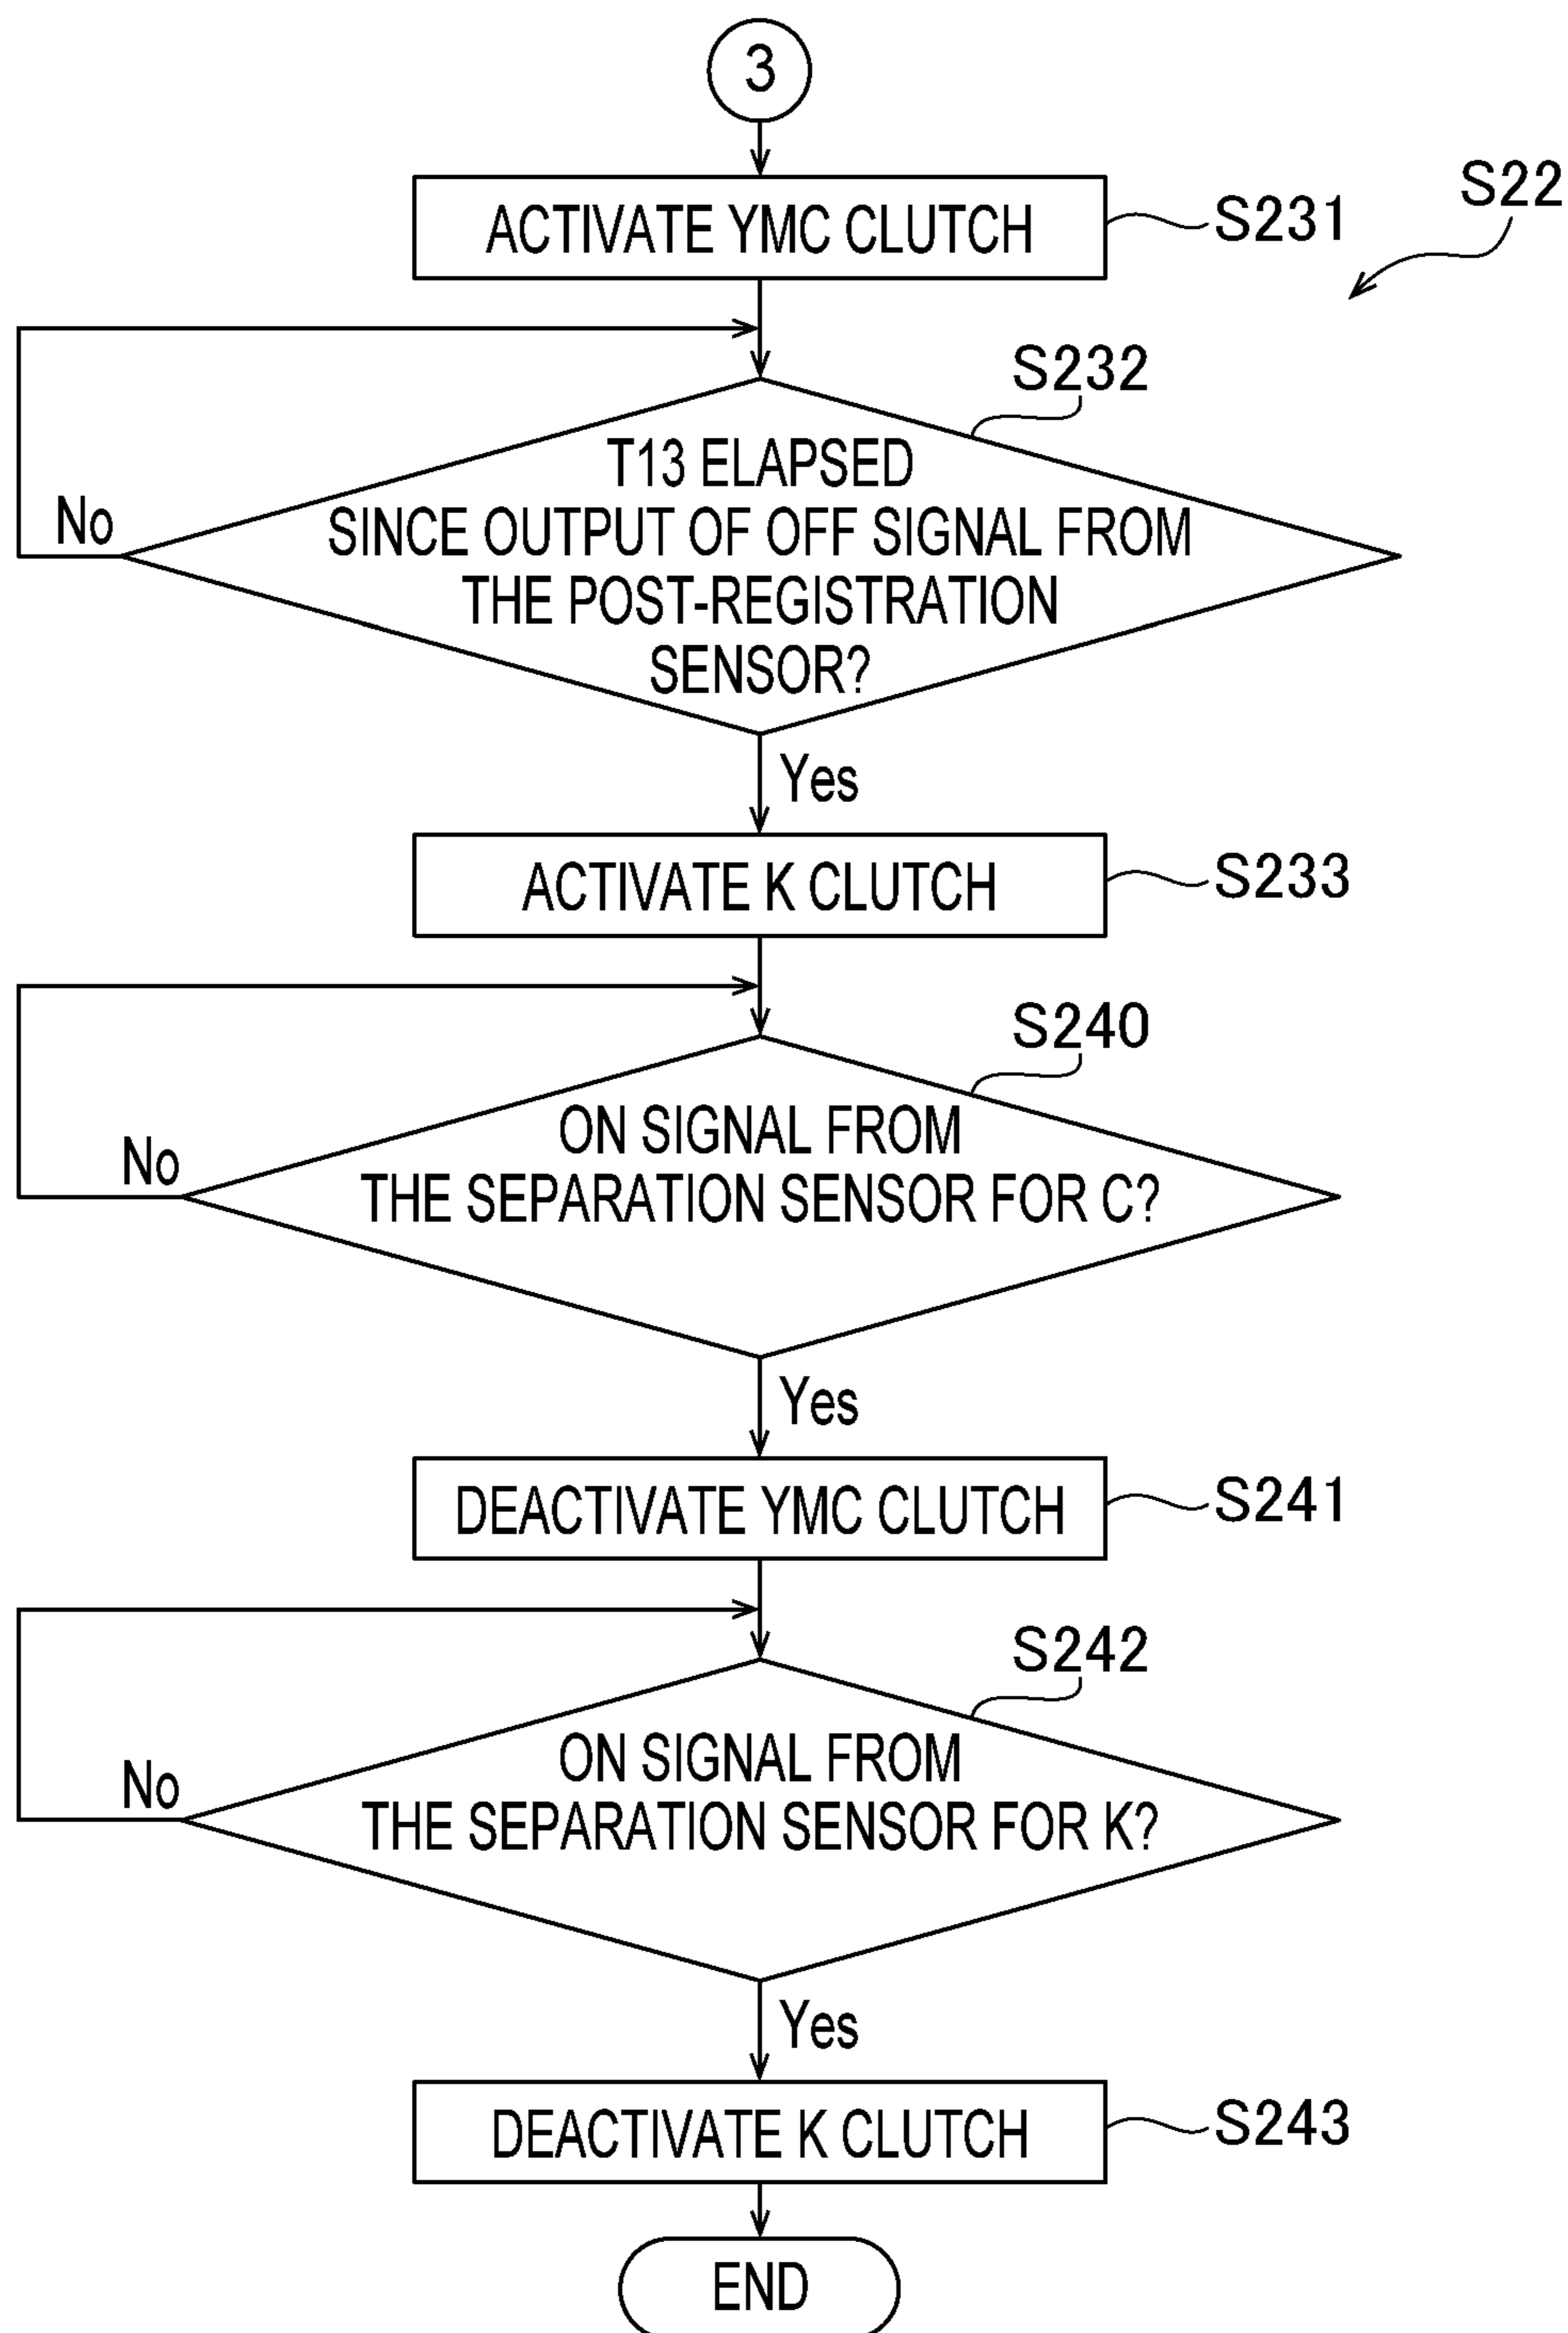 3
ACTIVATE YMC CLUTCH
S231
S22
S232
T13 ELAPSED
SINCE OUTPUT OF OFF SIGNAL FROM
THE POST-REGISTRATION
SENSOR?
No
Yes
ACTIVATE K CLUTCH
S233
S240
ON SIGNAL FROM
THE SEPARATION SENSOR FOR C?
No
Yes
DEACTIVATE YMC CLUTCH
S241
S242
ON SIGNAL FROM
THE SEPARATION SENSOR FOR K?
No
Yes
DEACTIVATE K CLUTCH
S243
END